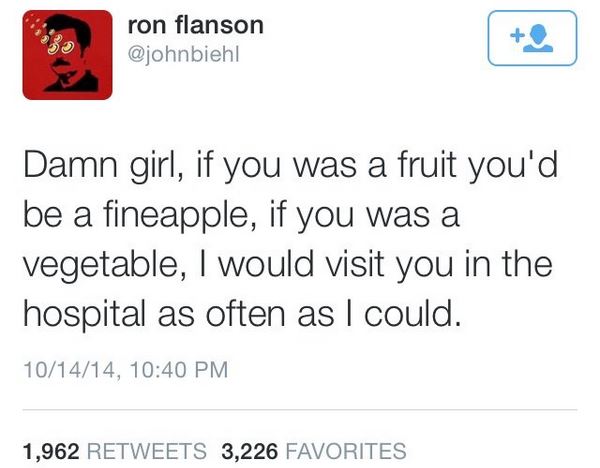 ron flanson
@johnbiehl
Damn girl, if you was a fruit you'd
be a fineapple, if you was a
vegetable, I would visit you in the
hospital as often as I could.
10/14/14, 10:40 PM
1,962 RETWEETS 3,226 FAVORITES